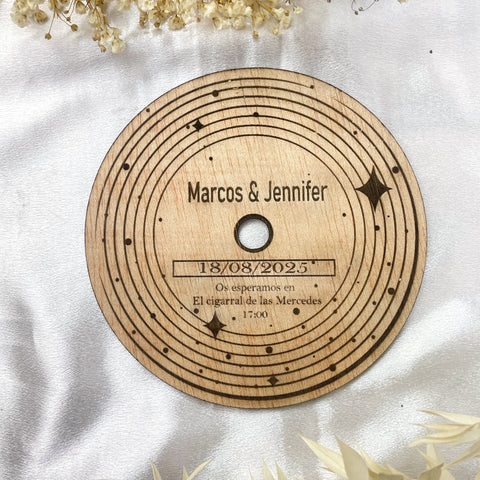 Marcos & Jennifer
18/08/2025
Os esperamos en
El cigarral de las Mercedes
17:00